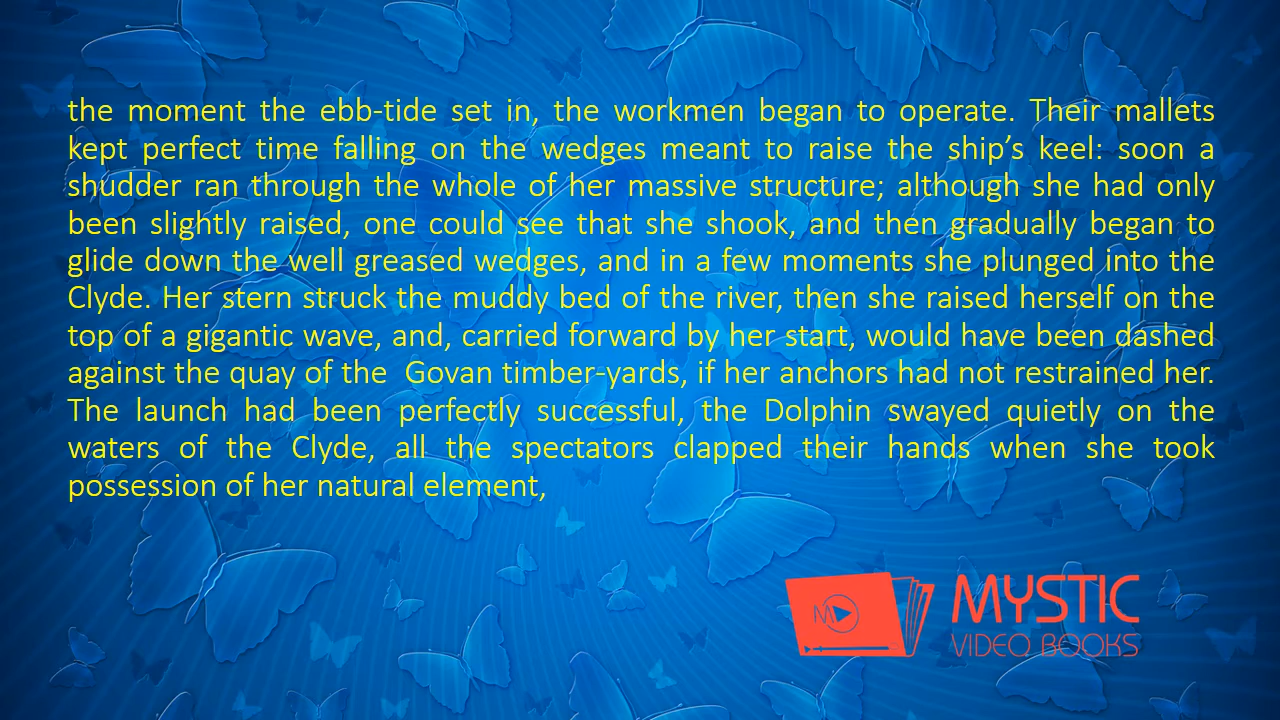 the moment the ebb-tide set in, the workmen began to operate. Their mallets
kept perfect time falling on the wedges meant to raise the ship’s keel: soon a
shudder ran through the whole of her massive structure; although she had only
been slightly raised, one could see that she shook, and then gradually began to
glide down the well greased wedges, and in a few moments she plunged into the
Clyde. Her stern struck the muddy bed of the river, then she raised herself on the
top of a gigantic wave, and, carried forward by her start, would have been dashed
against the quay of the  Govan timber-yards, if her anchors had not restrained her.
The launch had been perfectly successful, the Dolphin swayed quietly on the
waters of the Clyde, all the spectators clapped their hands when she took
possession of her natural element,
MYSTIC
VIDEO BOOKS